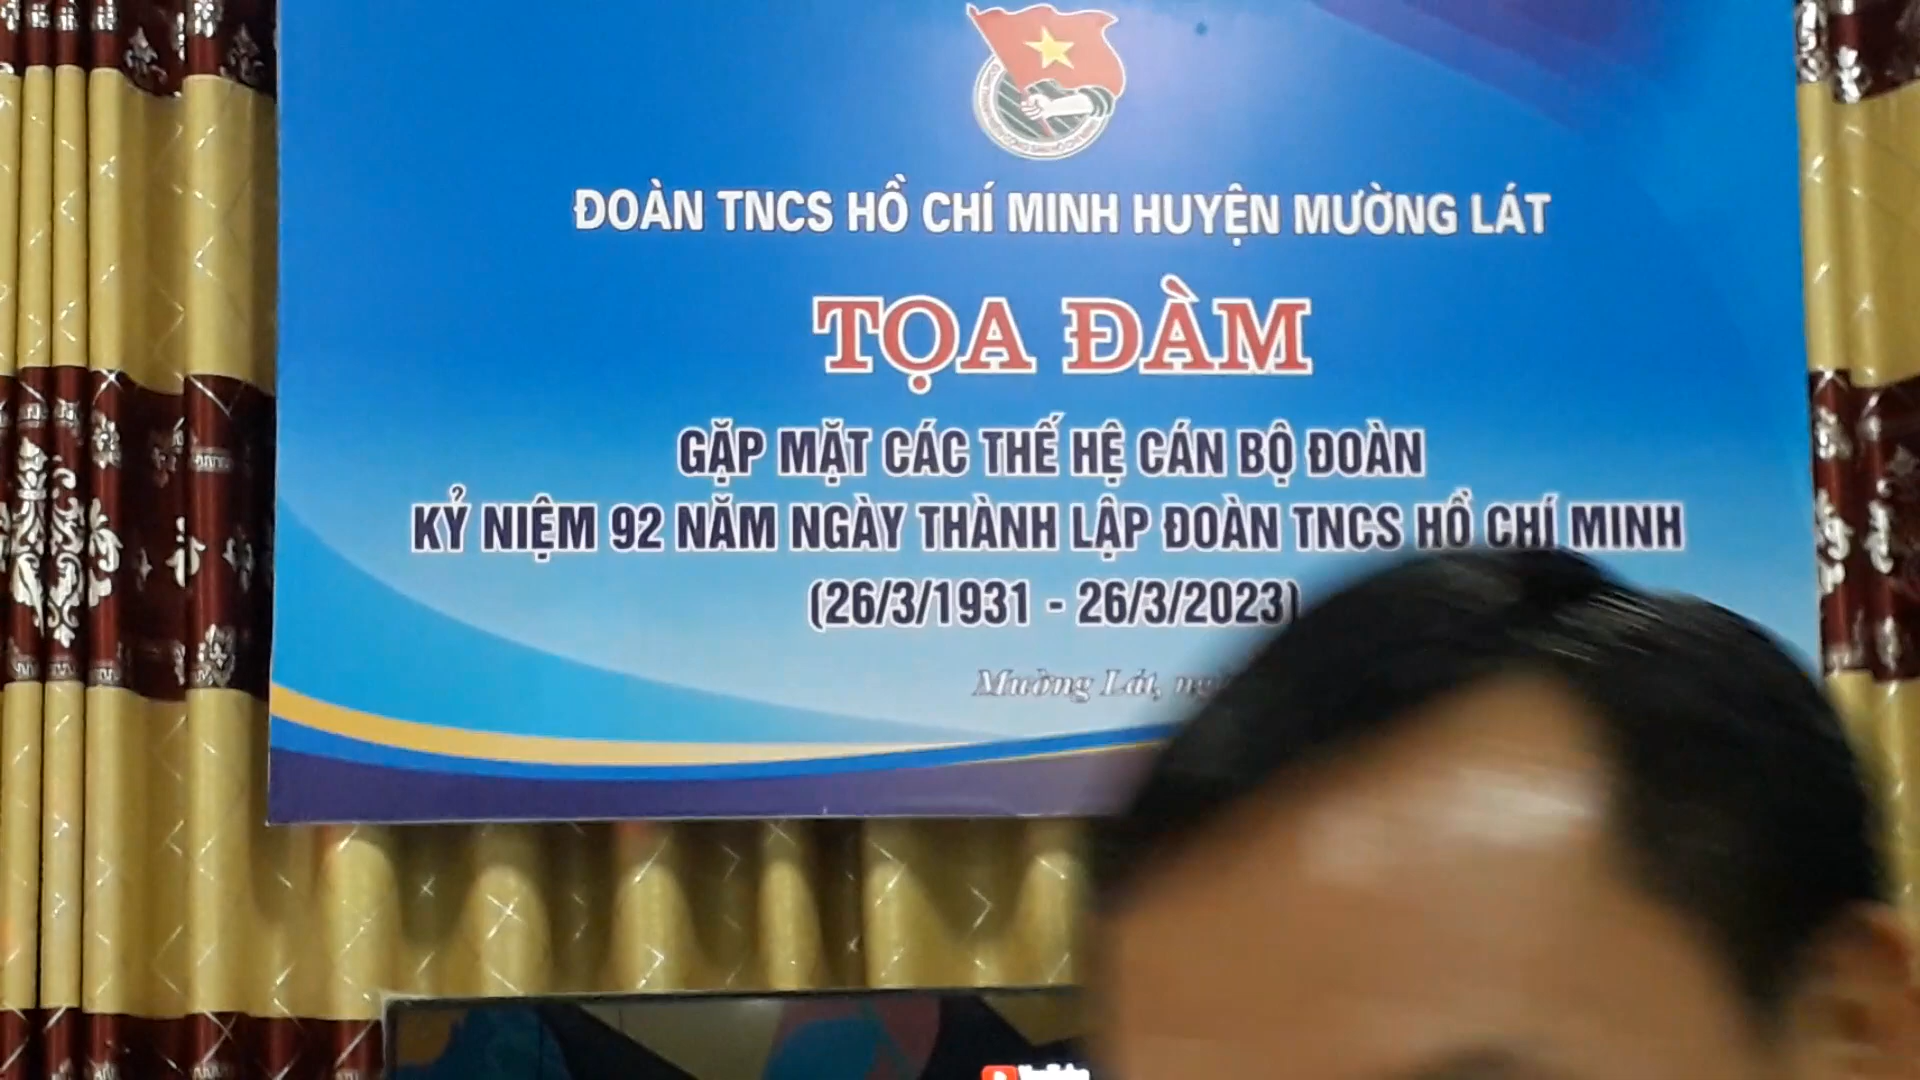 ĐOÀN TNCS HỒ CHÍ MINH HUYỆN MƯỜNG LÁT
TỌA ĐÀM
GẶP MẶT CÁC THẾ HỆ CÁN BỘ ĐOÀN
KỶ NIỆM 92 NĂM NGÀY THÀNH LẬP ĐOÀN TNCS HỒ CHÍ MINH
(26/3/1931 - 26/3/2023)
Mường Lát,